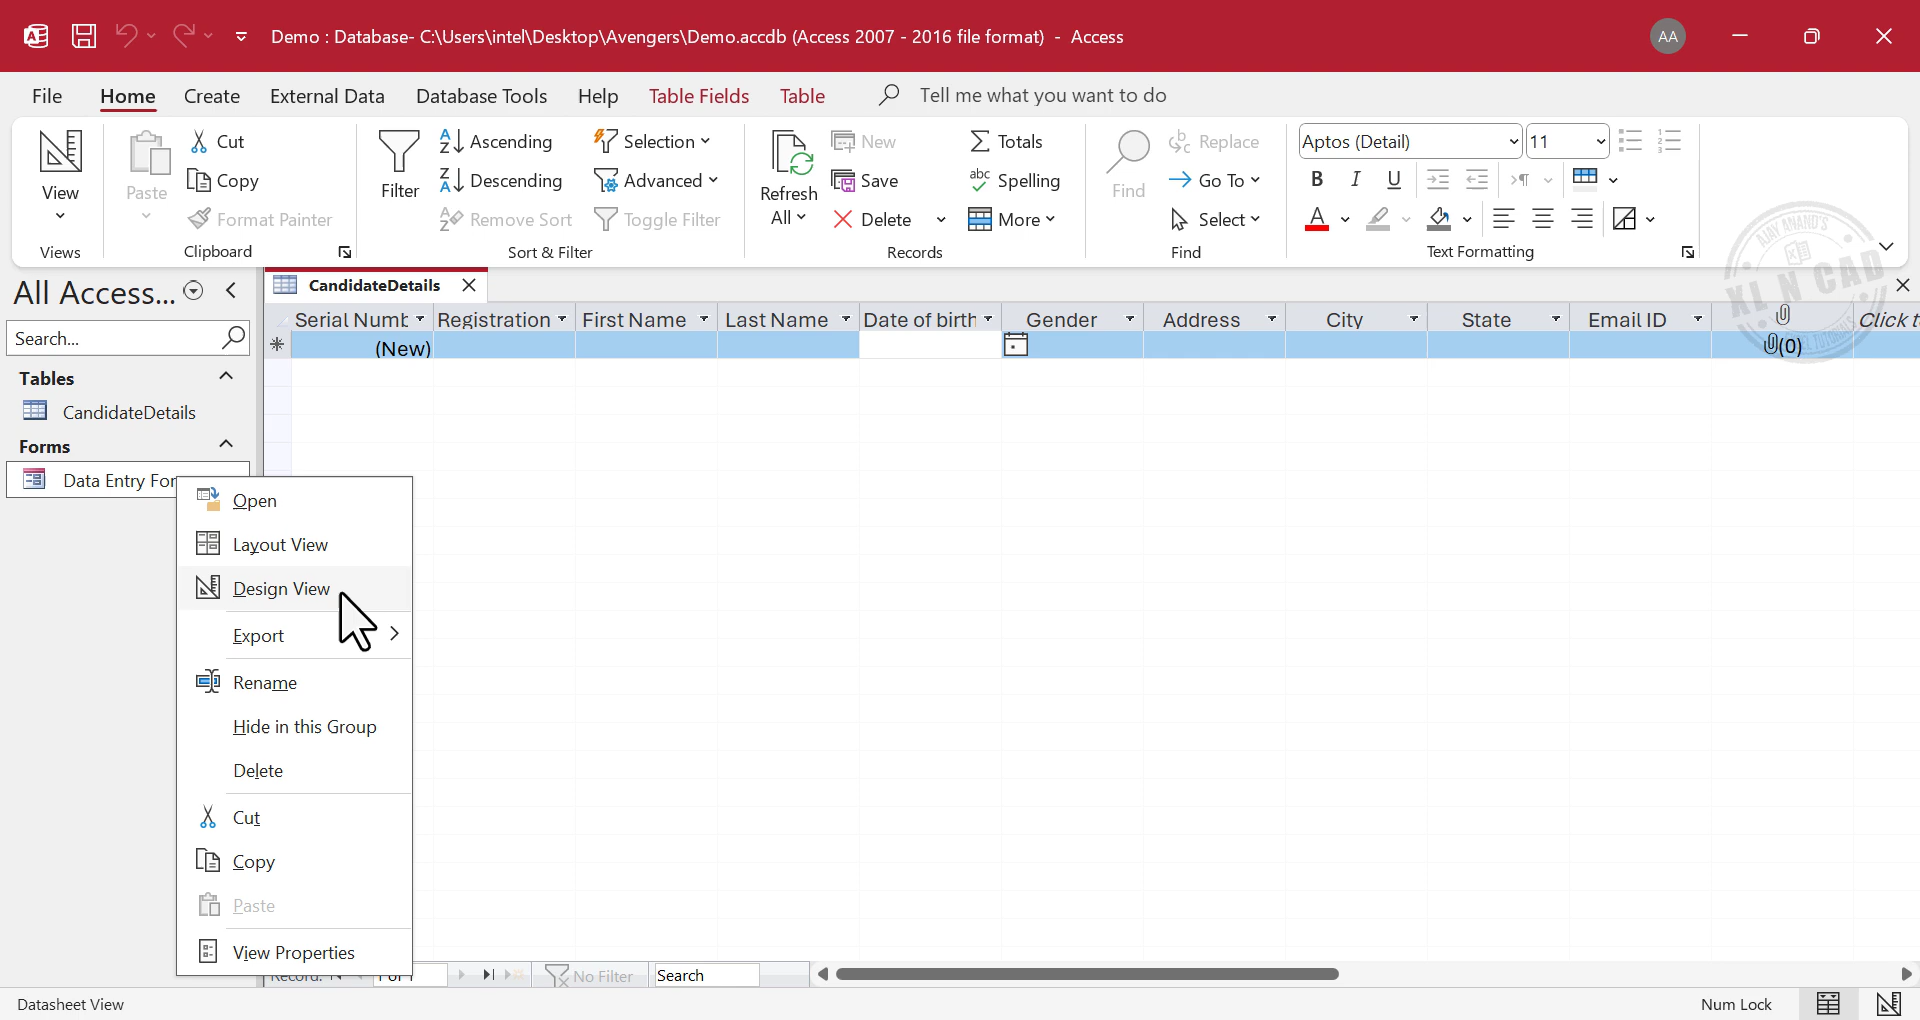 Demo : Database- C:\Users\intel\Desktop\Avengers\Demo.accdb (Access 2007 - 2016 file format) - Access
AA
File Home Create External Data Database Tools Help Table Fields Table Tell me what you want to do
View
Views
Paste
Cut
Copy
Format Painter
Clipboard
Filter
Ascending
Descending
Remove Sort
Selection
Advanced
Toggle Filter
Sort & Filter
Refresh
All
New
Save
Delete
Totals
Spelling
More
Records
Find
Replace
Go To
Select
Find
Aptos (Detail) 11
B I U
Text Formatting
AJAY ANAND'S
XL N CAD
All Access...
Search...
Tables
CandidateDetails
Forms
Data Entry For
CandidateDetails
Serial Numb Registration First Name Last Name Date of birth Gender Address City State Email ID Click t
(New) (0)
Open
Layout View
Design View
Export
Rename
Hide in this Group
Delete
Cut
Copy
Paste
View Properties
No Filter Search
Datasheet View Num Lock